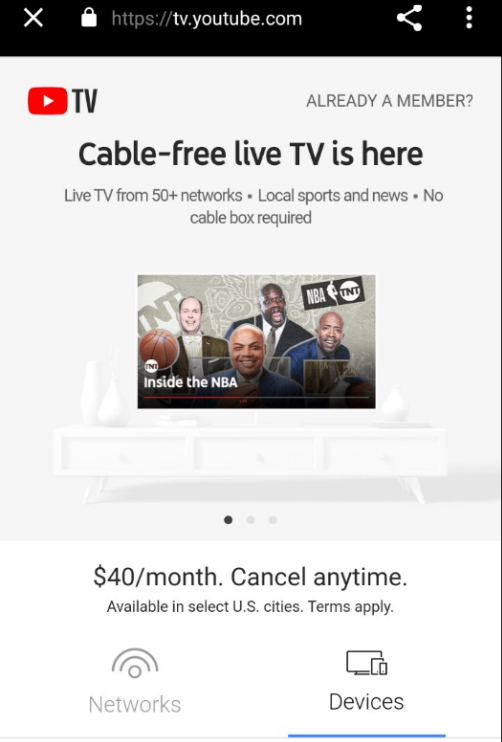 https://tv.youtube.com
TV
ALREADY A MEMBER?
Cable-free live TV is here
Live TV from 50+ networks • Local sports and news • No
cable box required
TNT
NBA TNT
TNT
Inside the NBA
$40/month. Cancel anytime.
Available in select U.S. cities. Terms apply.
Networks
Devices